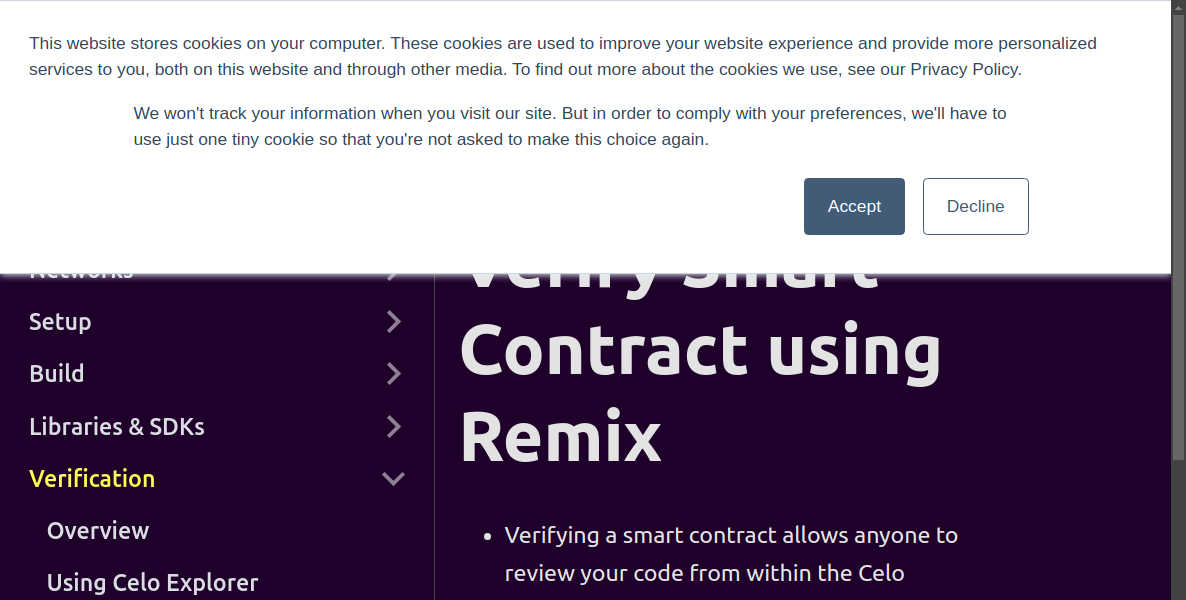 This website stores cookies on your computer. These cookies are used to improve your website experience and provide more personalized
services to you, both on this website and through other media. To find out more about the cookies we use, see our Privacy Policy.
We won't track your information when you visit our site. But in order to comply with your preferences, we'll have to
use just one tiny cookie so that you're not asked to make this choice again.
Accept
Decline
Networks
Setup
Build
Libraries & SDKs
Verification
Overview
Using Celo Explorer
Verify Smart
Contract using
Remix
• Verifying a smart contract allows anyone to
review your code from within the Celo